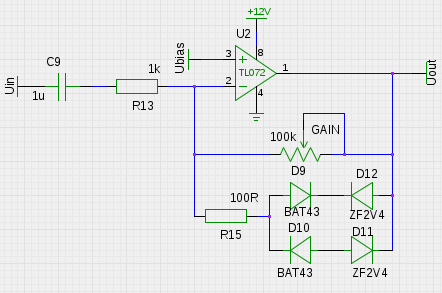 +12V
U2
C9
Ubias
3
8
1k
TL072
1
Uin
Uout
2
1u
R13
4
100k
GAIN
D9
D12
100R
BAT43
ZF2V4
R15
D10
D11
BAT43
ZF2V4